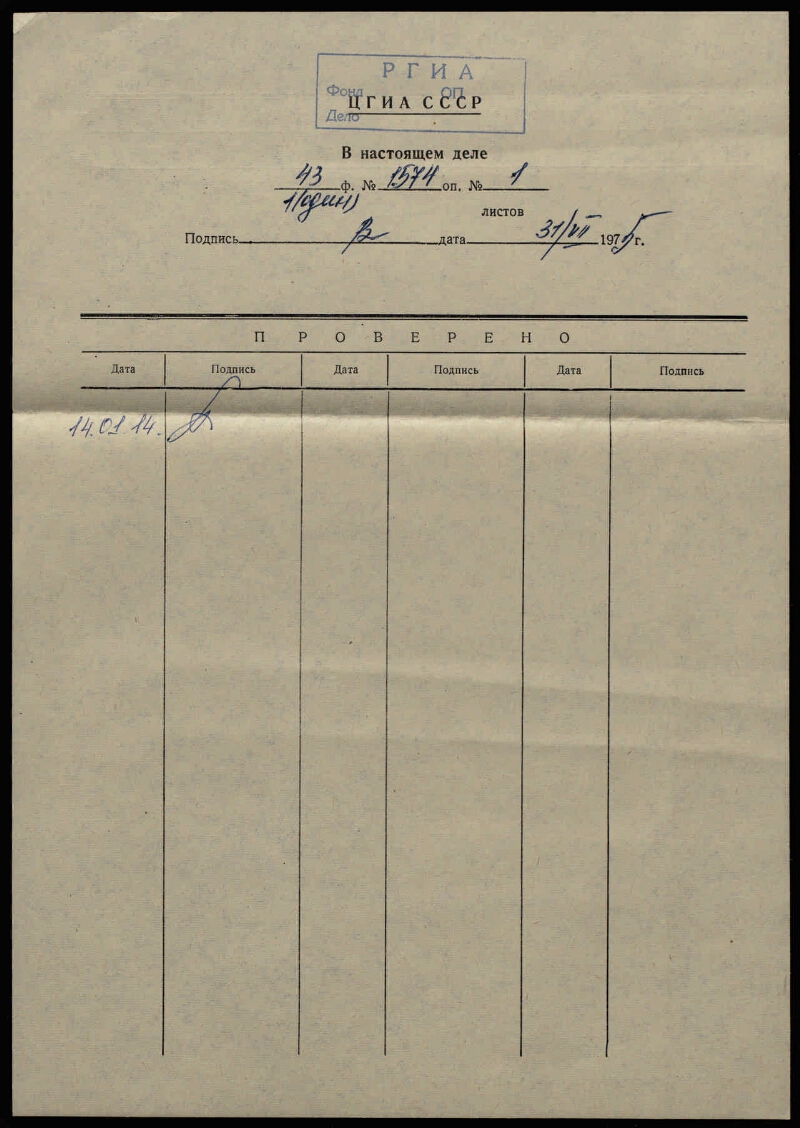 РГИА
Фонд ОП
ЦГИА СССР
Дело
В настоящем деле
43 ф. № 1574 оп. № 1
1 (один) листов
Подпись дата 31/VII 1975 г.
ПРОВЕРЕНО
Дата Подпись Дата Подпись Дата Подпись
14.01.14.